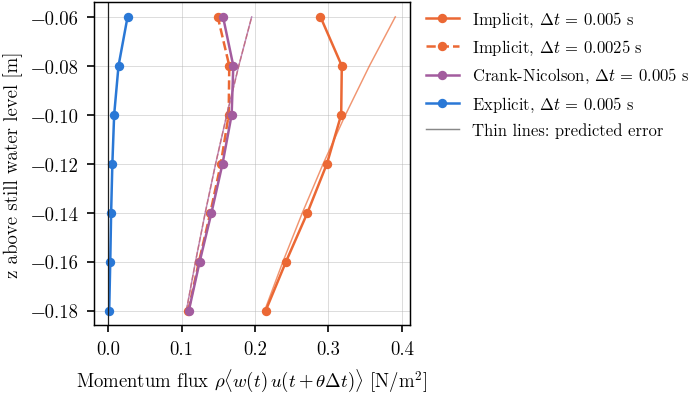 Implicit, Δt = 0.005 s
Implicit, Δt = 0.0025 s
Crank-Nicolson, Δt = 0.005 s
Explicit, Δt = 0.005 s
Thin lines: predicted error
z above still water level [m]
−0.06
−0.08
−0.10
−0.12
−0.14
−0.16
−0.18
0.0 0.1 0.2 0.3 0.4
Momentum flux ρ⟨w(t) u(t + θΔt)⟩ [N/m²]